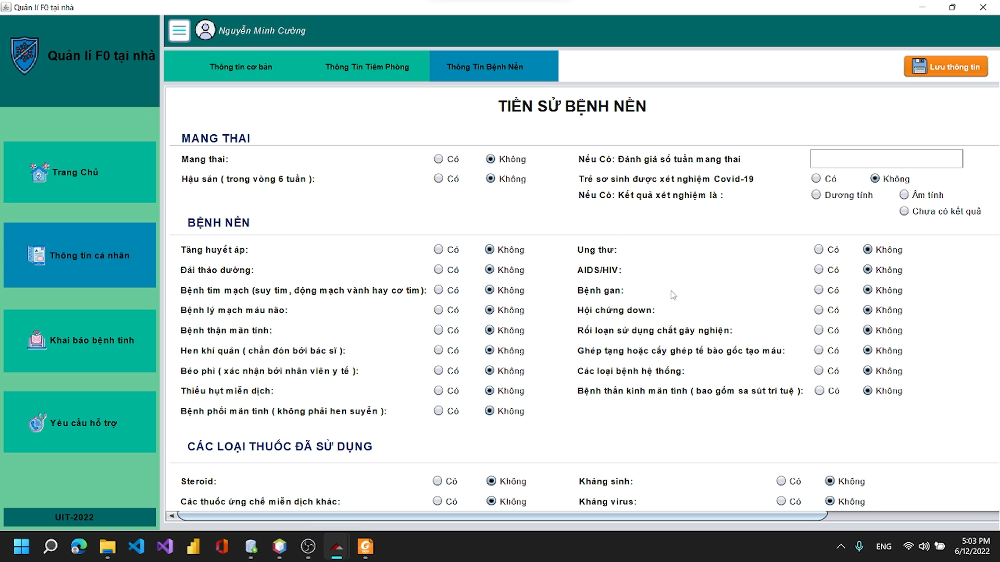 Quản lí F0 tại nhà
Quản lí F0 tại nhà
Nguyễn Minh Cường
Thông tin cơ bản
Thông Tin Tiêm Phòng
Thông Tin Bệnh Nền
Lưu thông tin
TIỀN SỬ BỆNH NỀN
MANG THAI
Mang thai: Có Không Nếu Có: Đánh giá số tuần mang thai
Hậu sản ( trong vòng 6 tuần ): Có Không Trẻ sơ sinh được xét nghiệm Covid-19 Có Không
Nếu Có: Kết quả xét nghiệm là : Dương tính Âm tính
Chưa có kết quả
BỆNH NỀN
Tăng huyết áp: Có Không Ung thư: Có Không
Đái tháo đường: Có Không AIDS/HIV: Có Không
Bệnh tim mạch (suy tim, động mạch vành hay cơ tim): Có Không Bệnh gan: Có Không
Bệnh lý mạch máu não: Có Không Hội chứng down: Có Không
Bệnh thận mãn tính: Có Không Rối loạn sử dụng chất gây nghiện: Có Không
Hen khí quản ( chẩn đón bởi bác sĩ ): Có Không Ghép tạng hoặc cấy ghép tế bào gốc tạo máu: Có Không
Béo phì ( xác nhận bởi nhân viên y tế ): Có Không Các loại bệnh hệ thống: Có Không
Thiếu hụt miễn dịch: Có Không Bệnh thần kinh mãn tính ( bao gồm sa sút trí tuệ ): Có Không
Bệnh phổi mãn tính ( không phải hen suyễn ): Có Không
CÁC LOẠI THUỐC ĐÃ SỬ DỤNG
Steroid: Có Không Kháng sinh: Có Không
Các thuốc ứng chế miễn dịch khác: Có Không Kháng virus: Có Không
Trang Chủ
Thông tin cá nhân
Khai báo bệnh tình
Yêu cầu hỗ trợ
UIT-2022
ENG
5:03 PM
6/12/2022